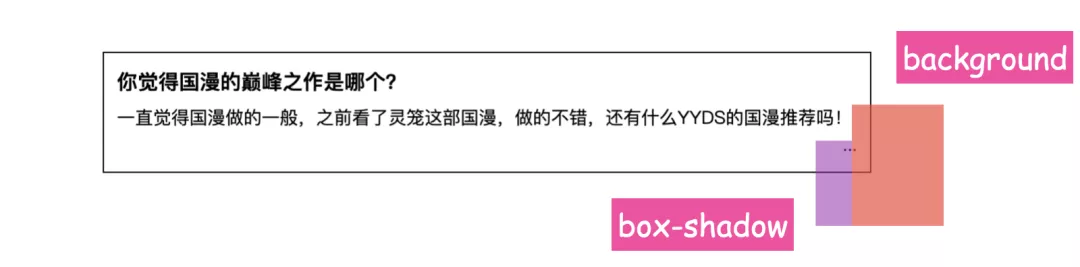 background
你觉得国漫的巅峰之作是哪个?
一直觉得国漫做的一般，之前看了灵笼这部国漫，做的不错，还有什么YYDS的国漫推荐吗！
...
box-shadow